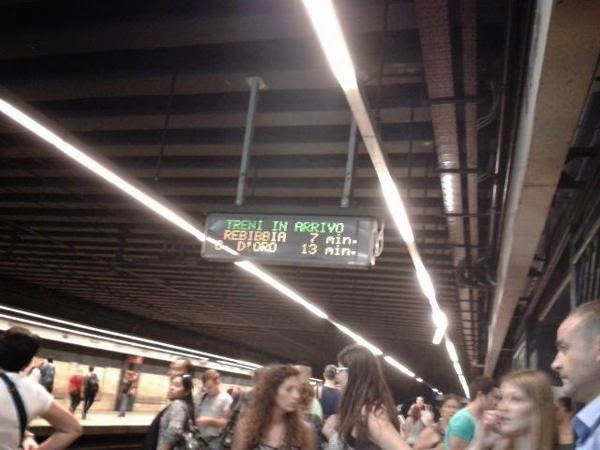 TRENI IN ARRIVO
REBIBBIA 7 min.
G. D'ORO 13 min.